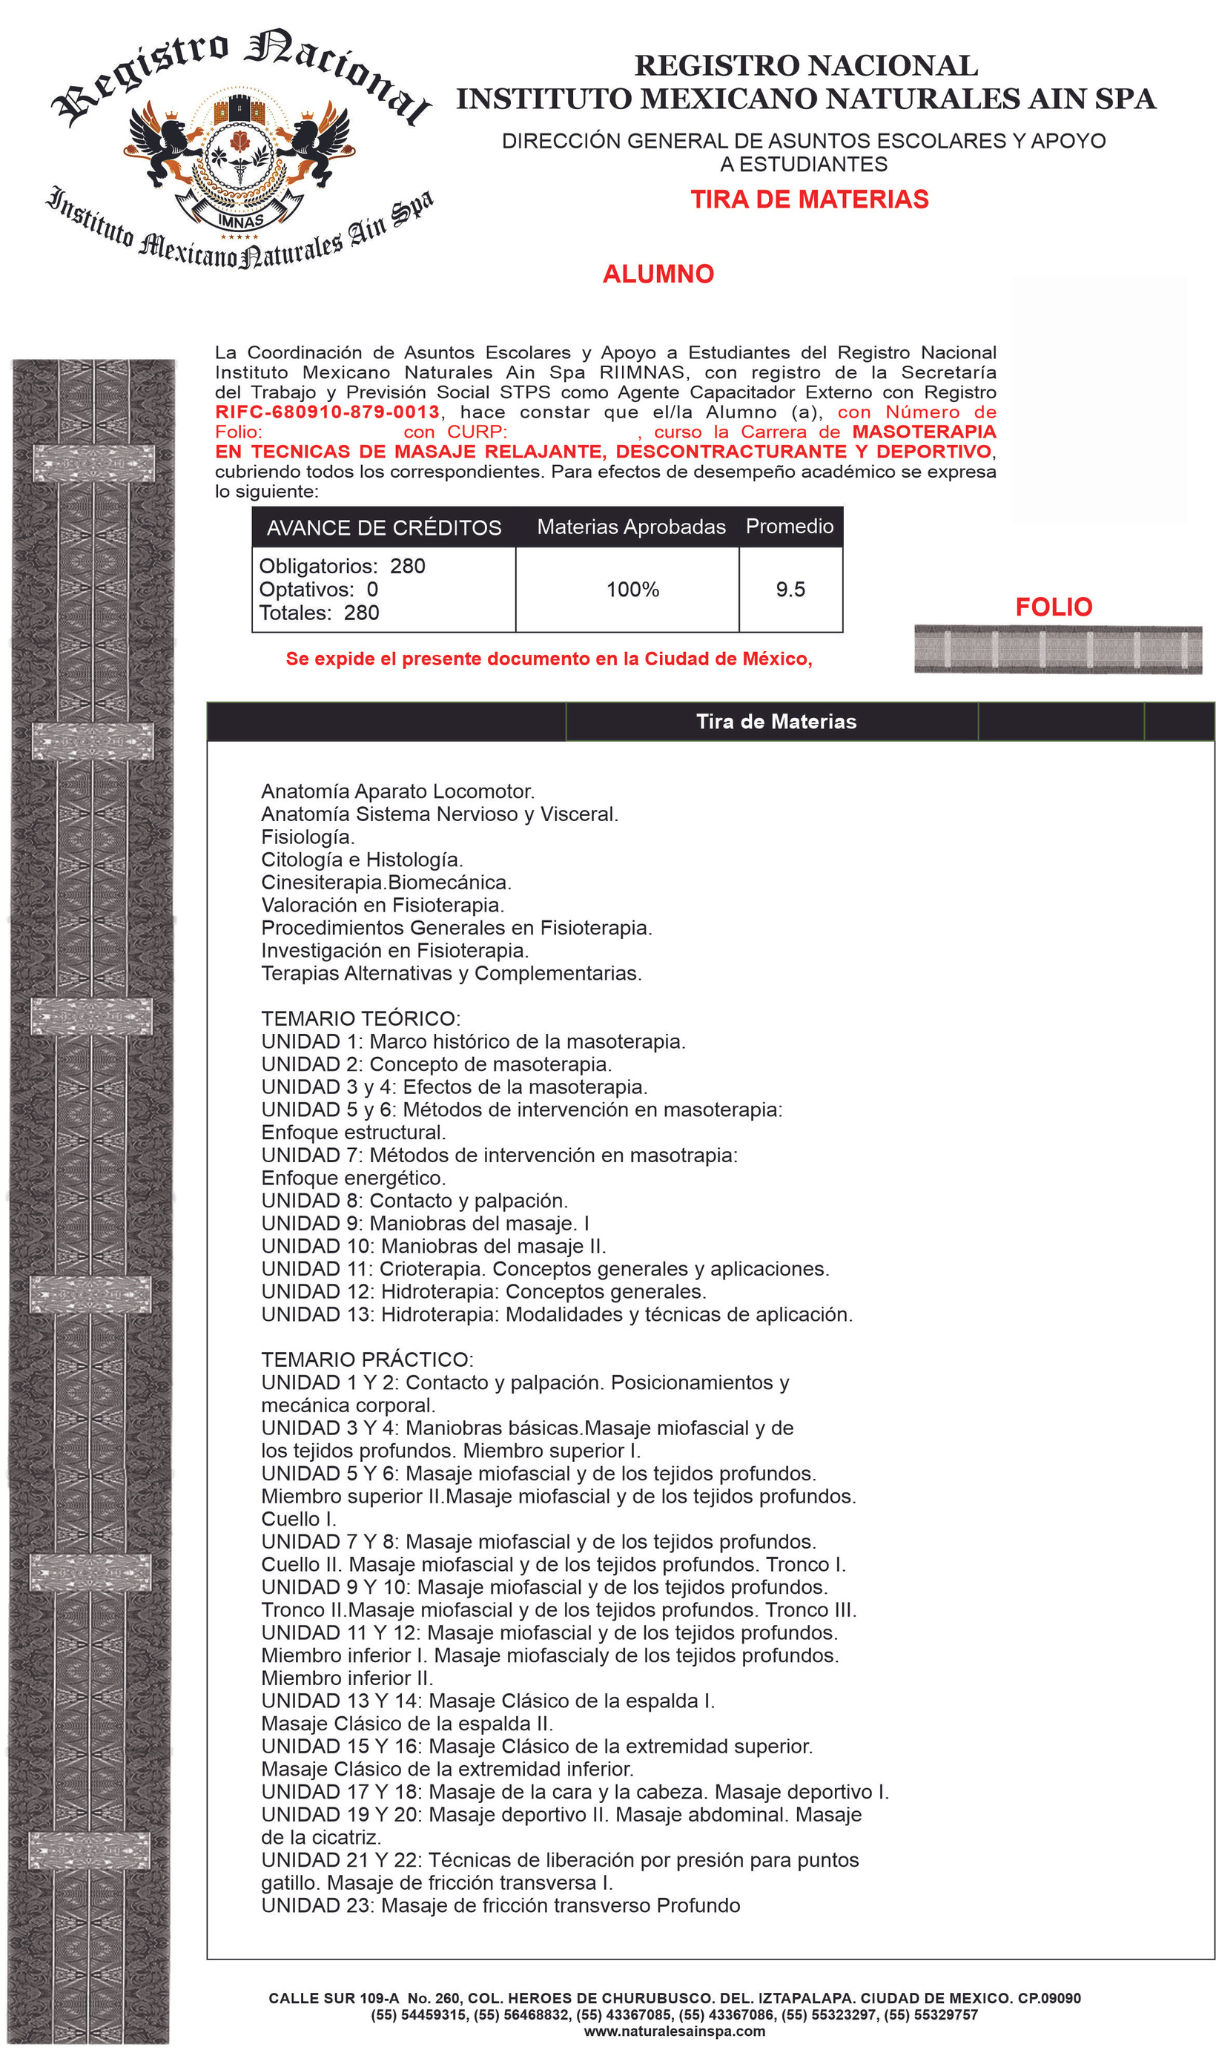 Registro Nacional
IMNAS
Instituto Mexicano Naturales Ain Spa
REGISTRO NACIONAL
INSTITUTO MEXICANO NATURALES AIN SPA
DIRECCIÓN GENERAL DE ASUNTOS ESCOLARES Y APOYO
A ESTUDIANTES
TIRA DE MATERIAS
ALUMNO
La Coordinación de Asuntos Escolares y Apoyo a Estudiantes del Registro Nacional
Instituto Mexicano Naturales Ain Spa RIIMNAS, con registro de la Secretaría
del Trabajo y Previsión Social STPS como Agente Capacitador Externo con Registro
RIFC-680910-879-0013, hace constar que el/la Alumno (a), con Número de
Folio: con CURP: , curso la Carrera de MASOTERAPIA
EN TECNICAS DE MASAJE RELAJANTE, DESCONTRACTURANTE Y DEPORTIVO,
cubriendo todos los correspondientes. Para efectos de desempeño académico se expresa
lo siguiente:
AVANCE DE CRÉDITOS Materias Aprobadas Promedio
Obligatorios: 280
Optativos: 0 100% 9.5
Totales: 280
FOLIO
Se expide el presente documento en la Ciudad de México,
Tira de Materias
Anatomía Aparato Locomotor.
Anatomía Sistema Nervioso y Visceral.
Fisiología.
Citología e Histología.
Cinesiterapia.Biomecánica.
Valoración en Fisioterapia.
Procedimientos Generales en Fisioterapia.
Investigación en Fisioterapia.
Terapias Alternativas y Complementarias.
TEMARIO TEÓRICO:
UNIDAD 1: Marco histórico de la masoterapia.
UNIDAD 2: Concepto de masoterapia.
UNIDAD 3 y 4: Efectos de la masoterapia.
UNIDAD 5 y 6: Métodos de intervención en masoterapia:
Enfoque estructural.
UNIDAD 7: Métodos de intervención en masotrapia:
Enfoque energético.
UNIDAD 8: Contacto y palpación.
UNIDAD 9: Maniobras del masaje. I
UNIDAD 10: Maniobras del masaje II.
UNIDAD 11: Crioterapia. Conceptos generales y aplicaciones.
UNIDAD 12: Hidroterapia: Conceptos generales.
UNIDAD 13: Hidroterapia: Modalidades y técnicas de aplicación.
TEMARIO PRÁCTICO:
UNIDAD 1 Y 2: Contacto y palpación. Posicionamientos y
mecánica corporal.
UNIDAD 3 Y 4: Maniobras básicas.Masaje miofascial y de
los tejidos profundos. Miembro superior I.
UNIDAD 5 Y 6: Masaje miofascial y de los tejidos profundos.
Miembro superior II.Masaje miofascial y de los tejidos profundos.
Cuello I.
UNIDAD 7 Y 8: Masaje miofascial y de los tejidos profundos.
Cuello II. Masaje miofascial y de los tejidos profundos. Tronco I.
UNIDAD 9 Y 10: Masaje miofascial y de los tejidos profundos.
Tronco II.Masaje miofascial y de los tejidos profundos. Tronco III.
UNIDAD 11 Y 12: Masaje miofascial y de los tejidos profundos.
Miembro inferior I. Masaje miofascialy de los tejidos profundos.
Miembro inferior II.
UNIDAD 13 Y 14: Masaje Clásico de la espalda I.
Masaje Clásico de la espalda II.
UNIDAD 15 Y 16: Masaje Clásico de la extremidad superior.
Masaje Clásico de la extremidad inferior.
UNIDAD 17 Y 18: Masaje de la cara y la cabeza. Masaje deportivo I.
UNIDAD 19 Y 20: Masaje deportivo II. Masaje abdominal. Masaje
de la cicatriz.
UNIDAD 21 Y 22: Técnicas de liberación por presión para puntos
gatillo. Masaje de fricción transversa I.
UNIDAD 23: Masaje de fricción transverso Profundo
CALLE SUR 109-A No. 260, COL. HEROES DE CHURUBUSCO. DEL. IZTAPALAPA. CIUDAD DE MEXICO. CP.09090
(55) 54459315, (55) 56468832, (55) 43367085, (55) 43367086, (55) 55323297, (55) 55329757
www.naturalesainspa.com